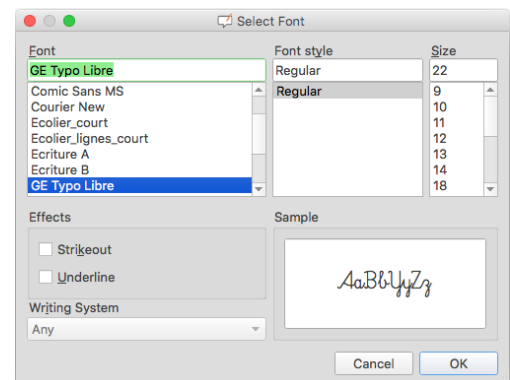 Select Font
Font
Font style
Size
GE Typo Libre
Regular
22
Comic Sans MS
Courier New
Ecolier_court
Ecolier_lignes_court
Ecriture A
Ecriture B
GE Typo Libre
Regular
9
10
11
12
13
14
18
Effects
Sample
Strikeout
Underline
AaBbYyZz
Writing System
Any
Cancel
OK